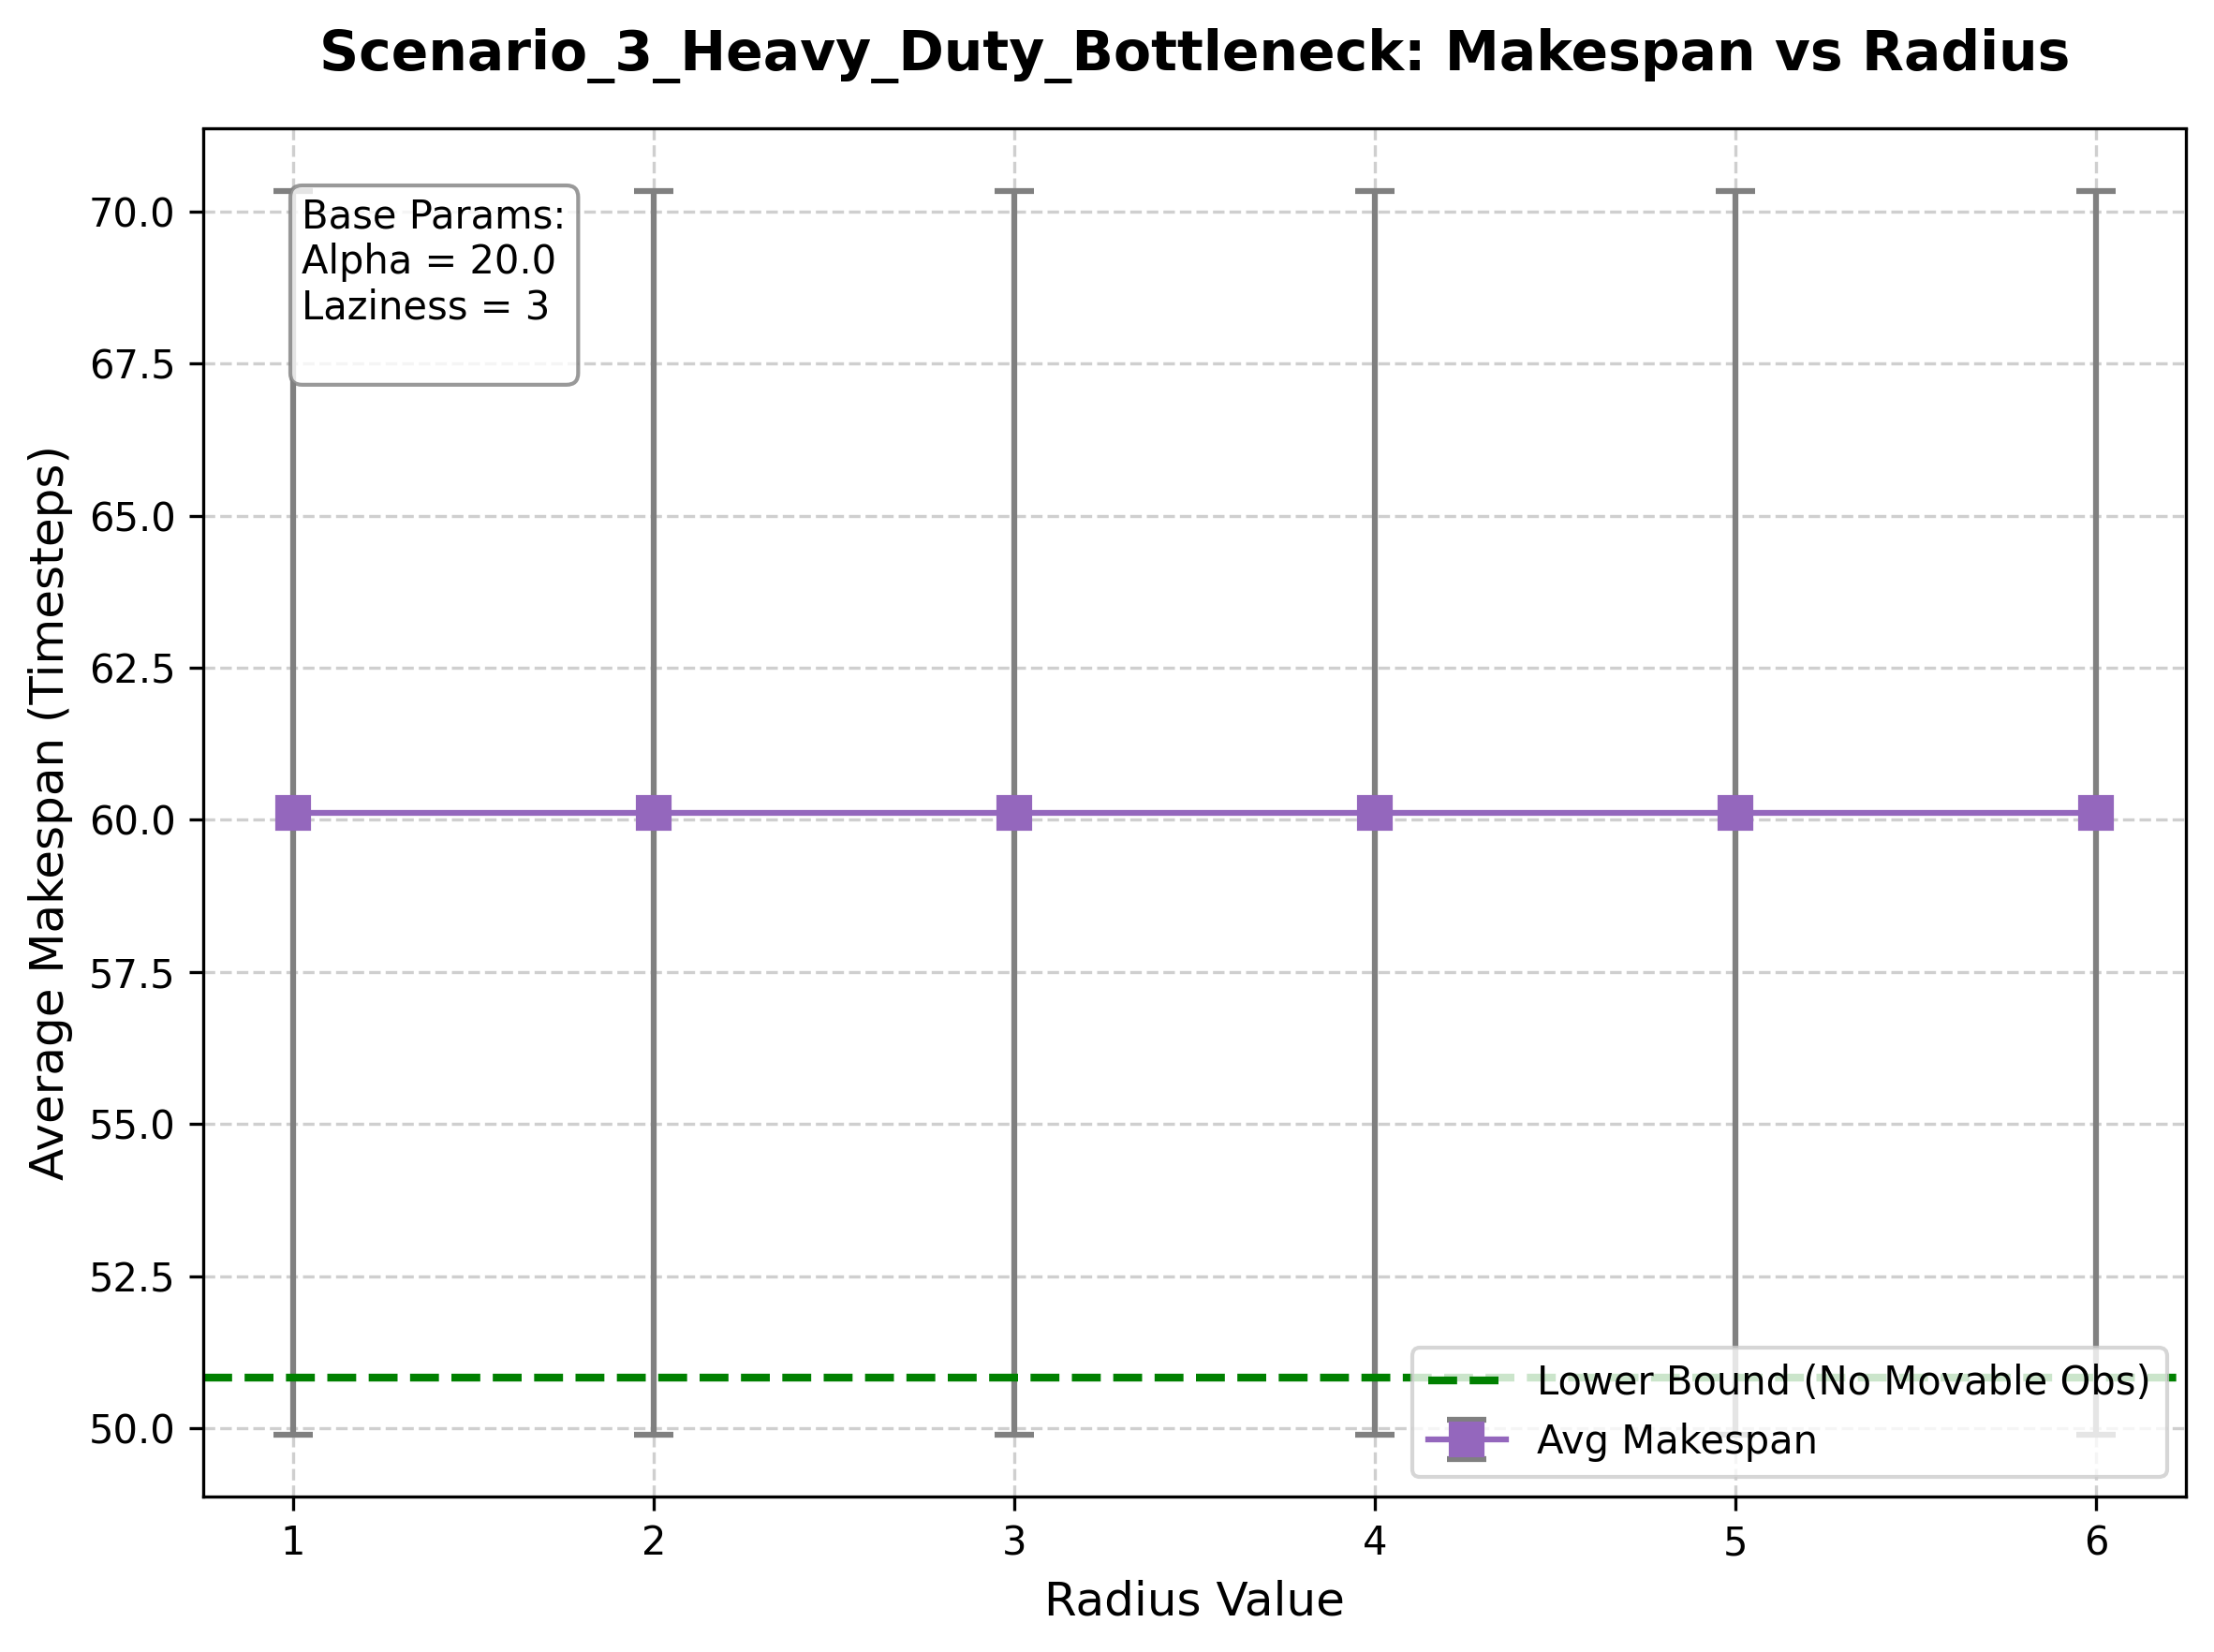 Scenario_3_Heavy_Duty_Bottleneck: Makespan vs Radius
Base Params:
Alpha = 20.0
Laziness = 3
70.0
67.5
65.0
62.5
60.0
57.5
55.0
52.5
50.0
Average Makespan (Timesteps)
Lower Bound (No Movable Obs)
Avg Makespan
1 2 3 4 5 6
Radius Value